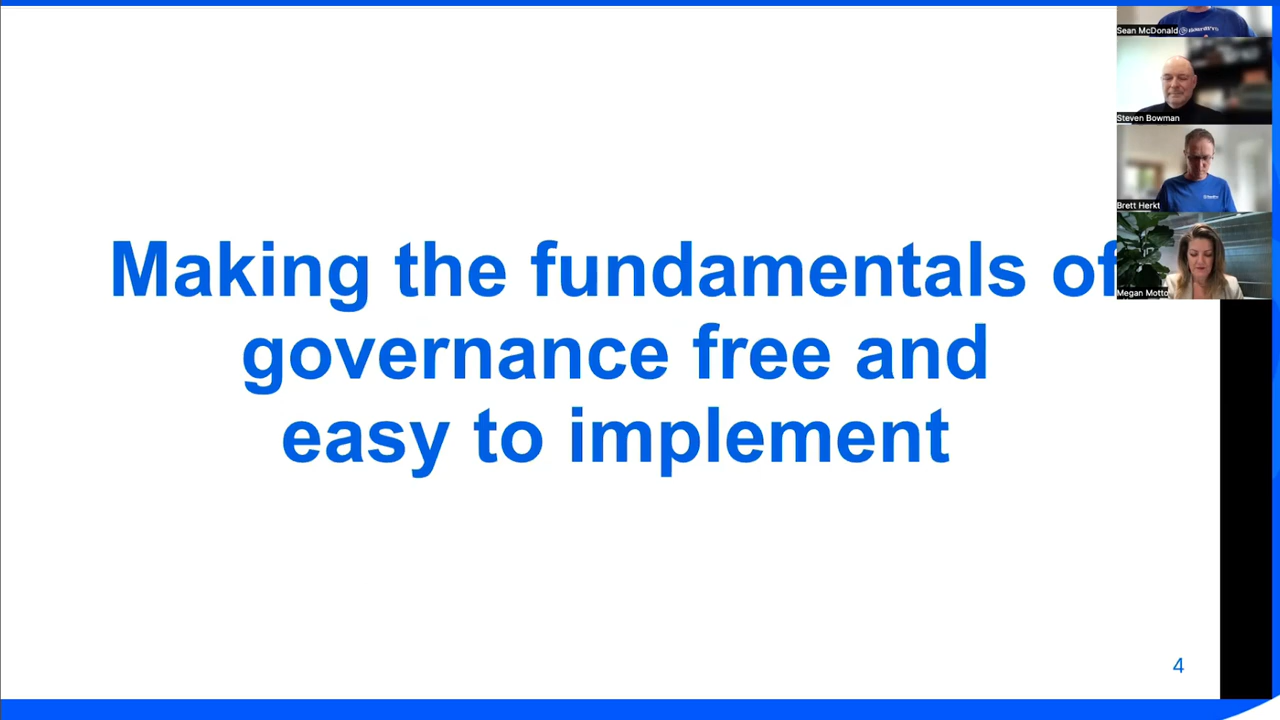 Making the fundamentals of
governance free and
easy to implement
4
Sean McDonald
Steven Bowman
Brett Herkt
Megan Motto